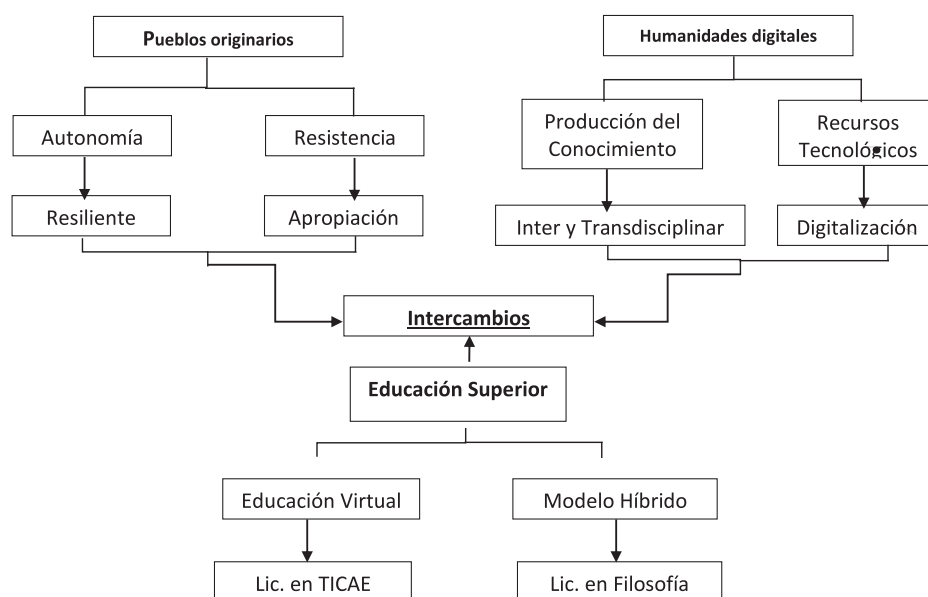 Pueblos originarios
Humanidades digitales
Autonomía
Resistencia
Producción del
Conocimiento
Recursos
Tecnológicos
Resiliente
Apropiación
Inter y Transdisciplinar
Digitalización
Intercambios
Educación Superior
Educación Virtual
Modelo Híbrido
Lic. en TICAE
Lic. en Filosofía